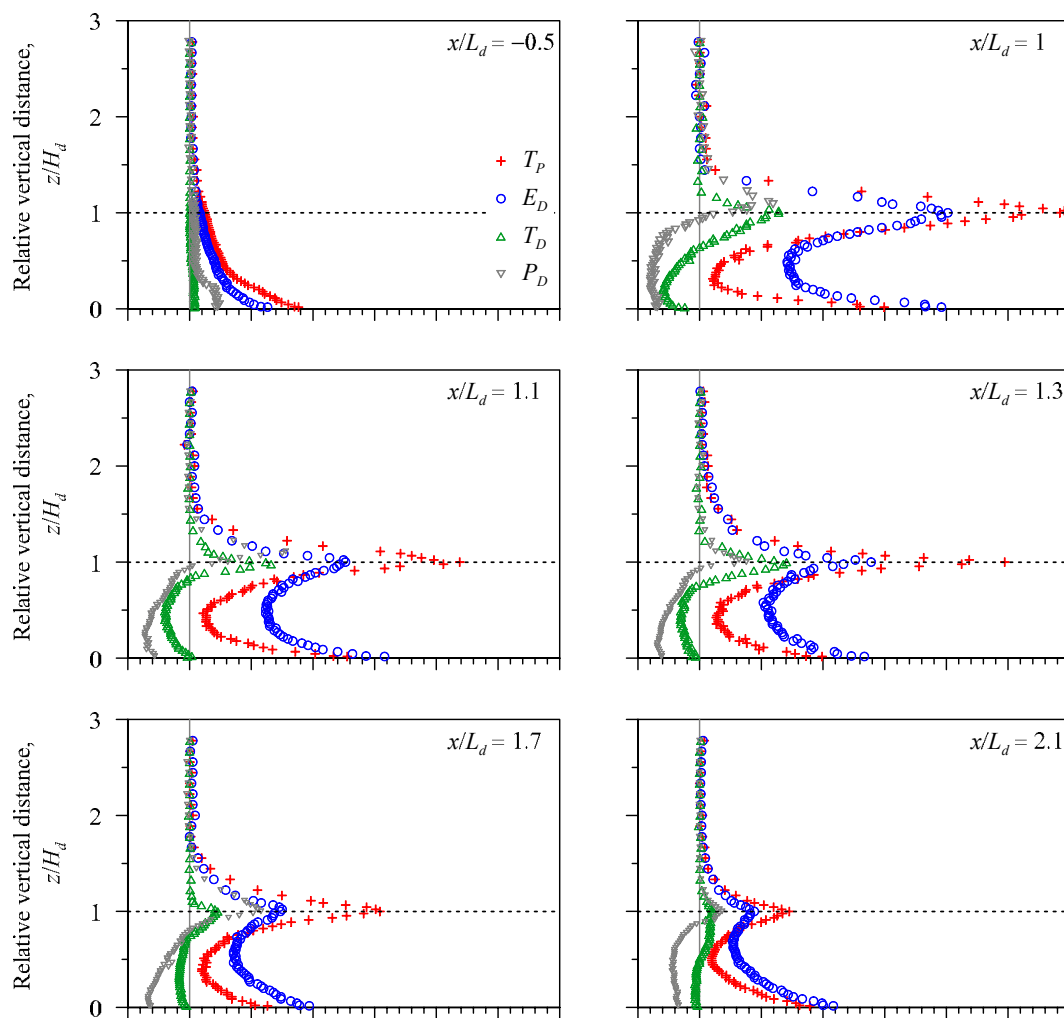 Relative vertical distance,
z/H_d
3
2
1
0
x/L_d = −0.5
T_P
E_D
T_D
P_D
x/L_d = 1
Relative vertical distance,
z/H_d
3
2
1
0
x/L_d = 1.1
x/L_d = 1.3
Relative vertical distance,
z/H_d
3
2
1
0
x/L_d = 1.7
x/L_d = 2.1